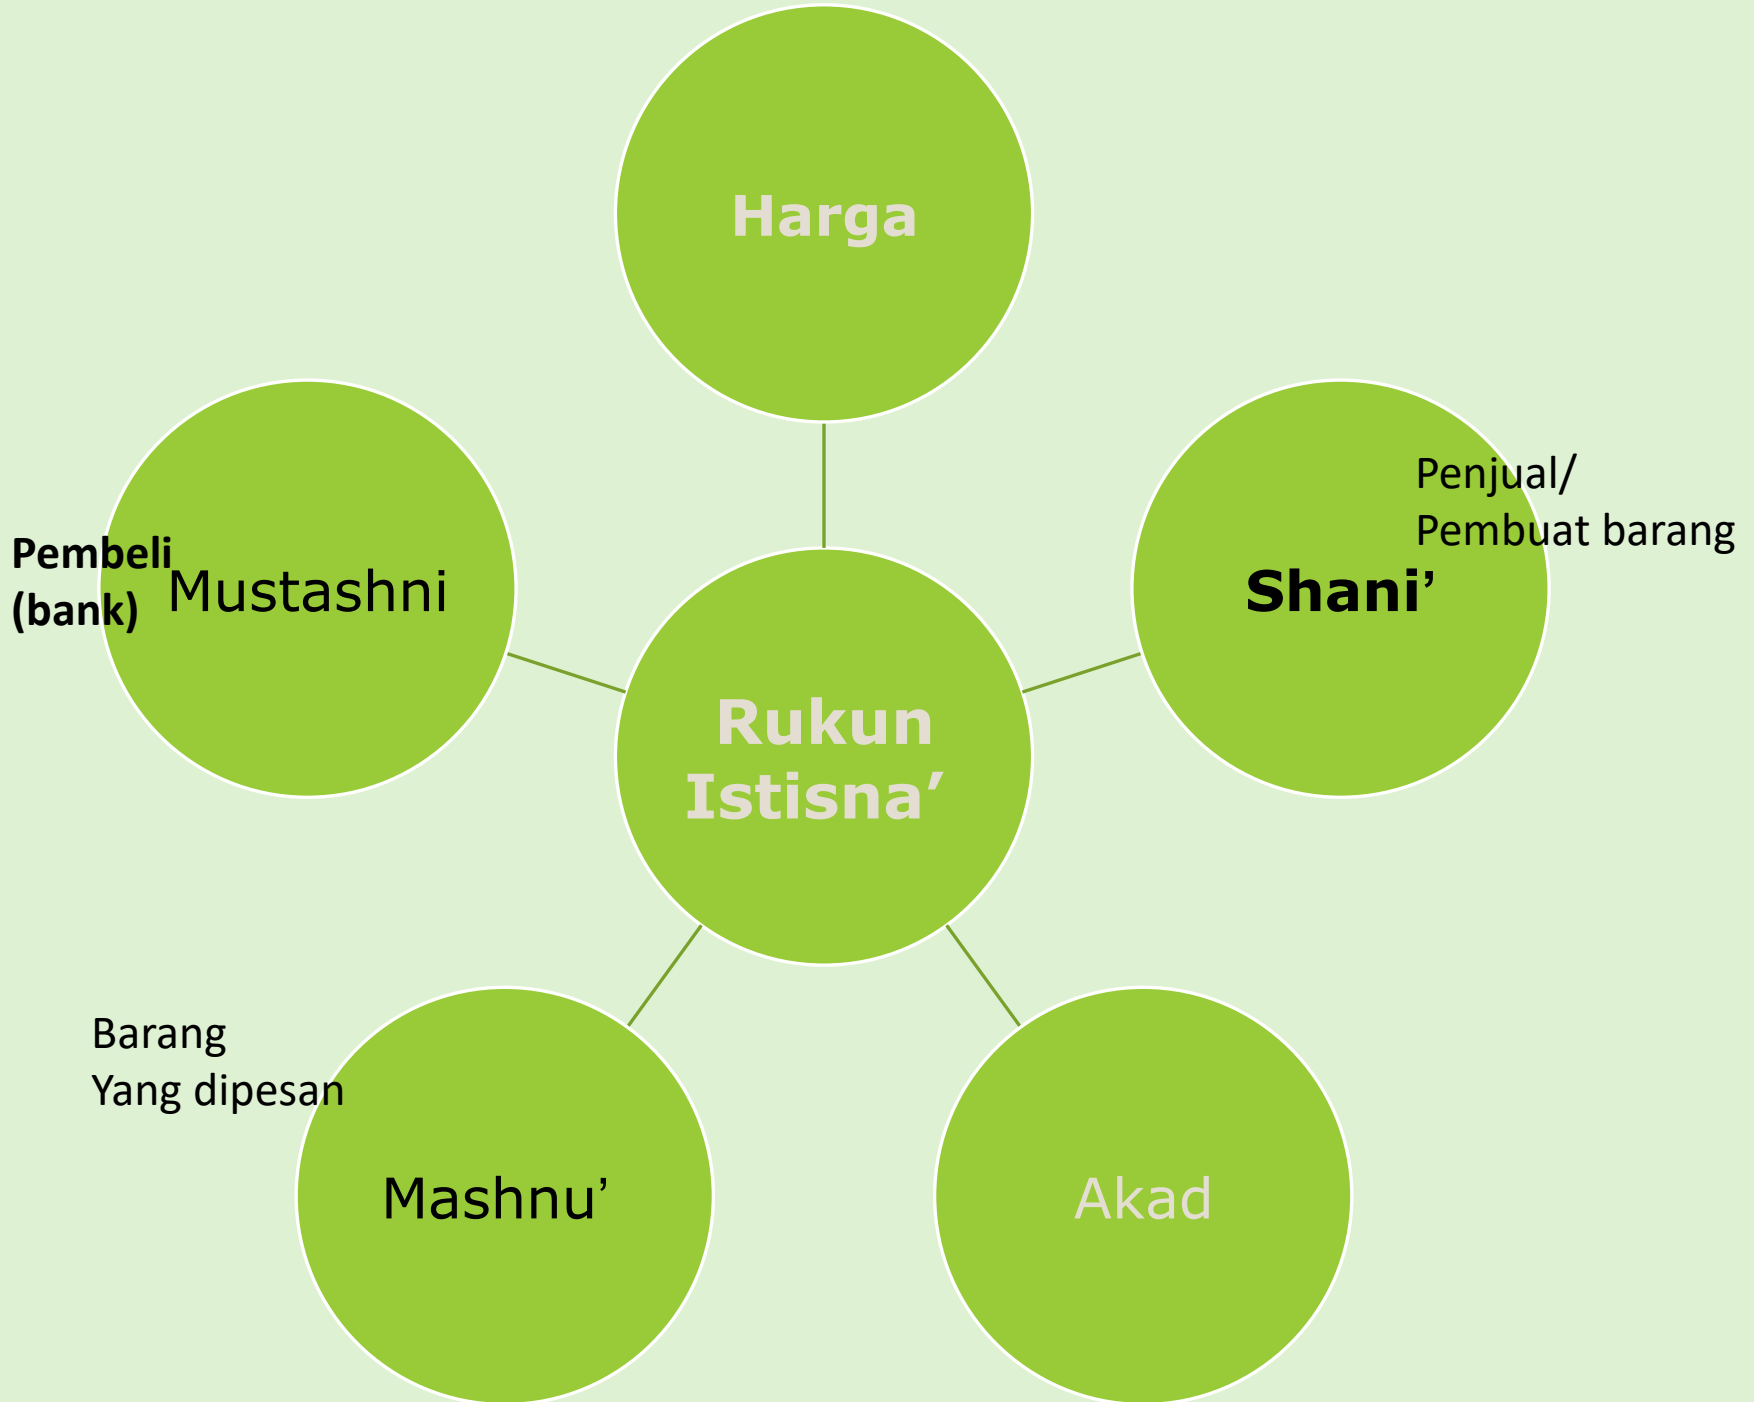 Harga
Penjual/
Pembuat barang
Shani’
Pembeli
(bank)
Mustashni
Rukun
Istisna’
Barang
Yang dipesan
Mashnu’
Akad